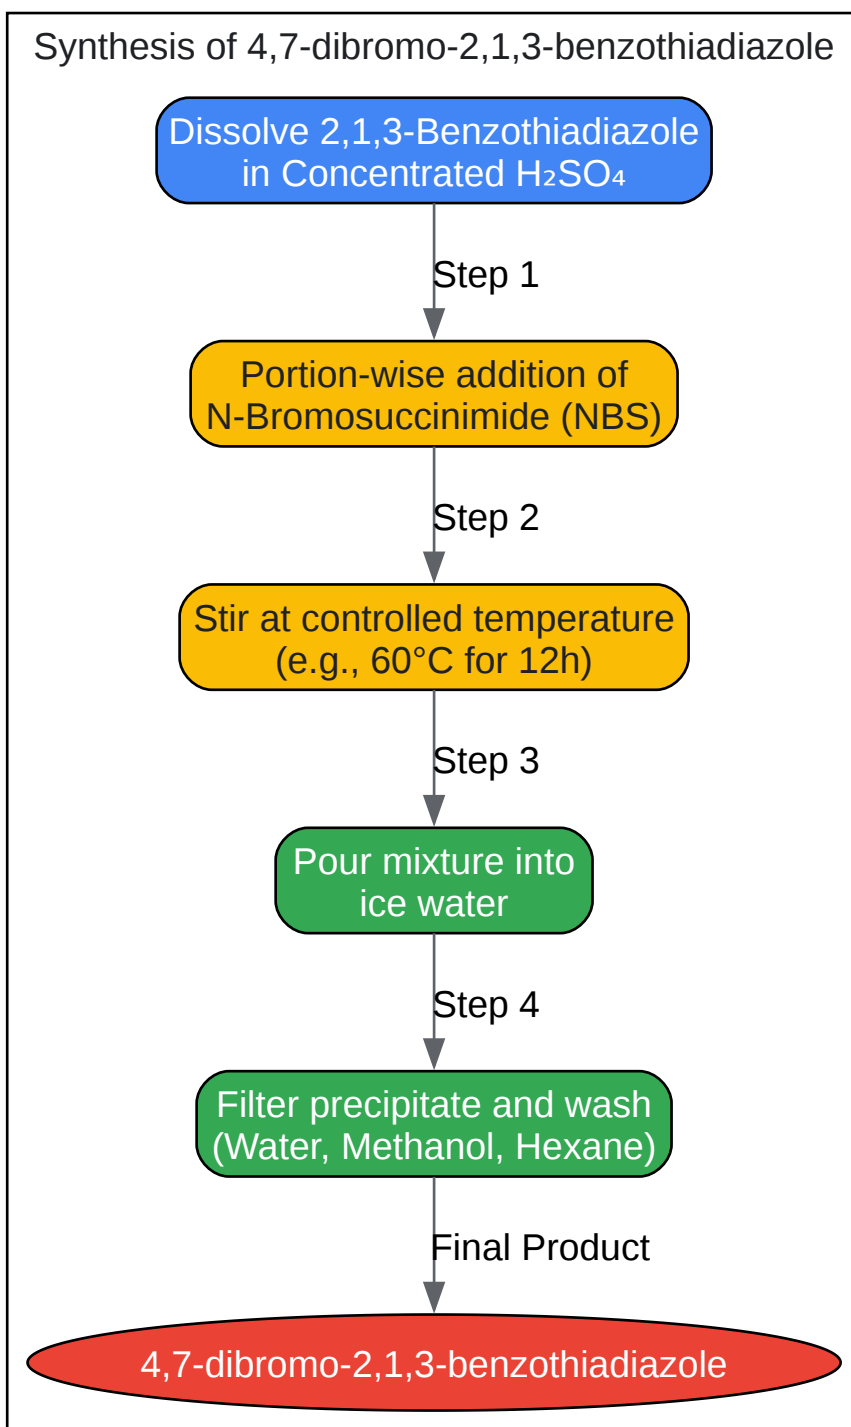 Synthesis of 4,7-dibromo-2,1,3-benzothiadiazole
Dissolve 2,1,3-Benzothiadiazole
in Concentrated H₂SO₄
Step 1
Portion-wise addition of
N-Bromosuccinimide (NBS)
Step 2
Stir at controlled temperature
(e.g., 60°C for 12h)
Step 3
Pour mixture into
ice water
Step 4
Filter precipitate and wash
(Water, Methanol, Hexane)
Final Product
4,7-dibromo-2,1,3-benzothiadiazole